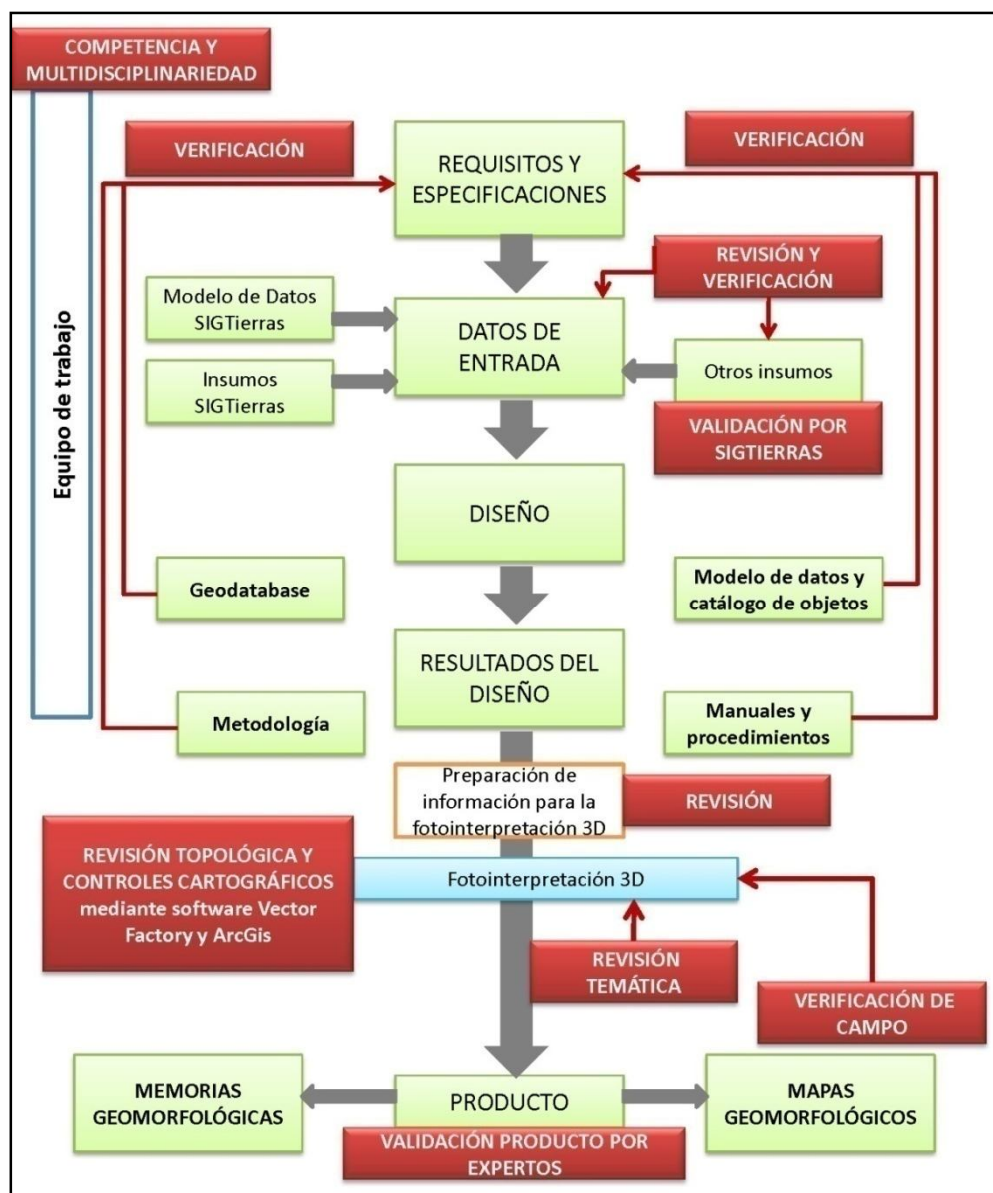 COMPETENCIA Y
MULTIDISCIPLINARIEDAD
Equipo de trabajo
VERIFICACIÓN
REQUISITOS Y
ESPECIFICACIONES
VERIFICACIÓN
REVISIÓN Y
VERIFICACIÓN
Modelo de Datos
SIGTierras
DATOS DE
ENTRADA
Insumos
SIGTierras
Otros insumos
VALIDACIÓN POR
SIGTIERRAS
DISEÑO
Geodatabase
Modelo de datos y
catálogo de objetos
RESULTADOS DEL
DISEÑO
Metodología
Manuales y
procedimientos
Preparación de
información para la
fotointerpretación 3D
REVISIÓN
REVISIÓN TOPOLÓGICA Y
CONTROLES CARTOGRÁFICOS
mediante software Vector
Factory y ArcGis
Fotointerpretación 3D
REVISIÓN
TEMÁTICA
VERIFICACIÓN DE
CAMPO
MEMORIAS
GEOMORFOLÓGICAS
PRODUCTO
MAPAS
GEOMORFOLÓGICOS
VALIDACIÓN PRODUCTO POR
EXPERTOS